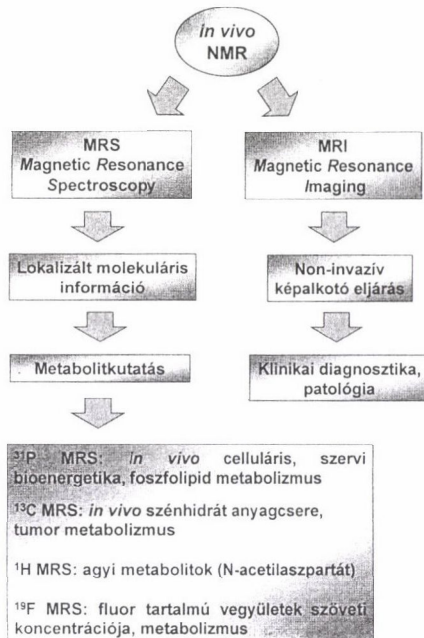 in vivo
NMR
MRS
Magnetic Resonance
Spectroscopy
MRI
Magnetic Resonance
Imaging
Lokalizált molekuláris
információ
Non-invazív
képalkotó eljárás
Metabolitkutatás
Klinikai diagnosztika,
patológia
³¹P MRS: in vivo celluláris, szervi
bioenergetika, foszfolipid metabolizmus
¹³C MRS: in vivo szénhidrát anyagcsere,
tumor metabolizmus
¹H MRS: agyi metabolitok (N-acetilaszpartát)
¹⁹F MRS: fluor tartalmú vegyületek szöveti
koncentrációja, metabolizmus